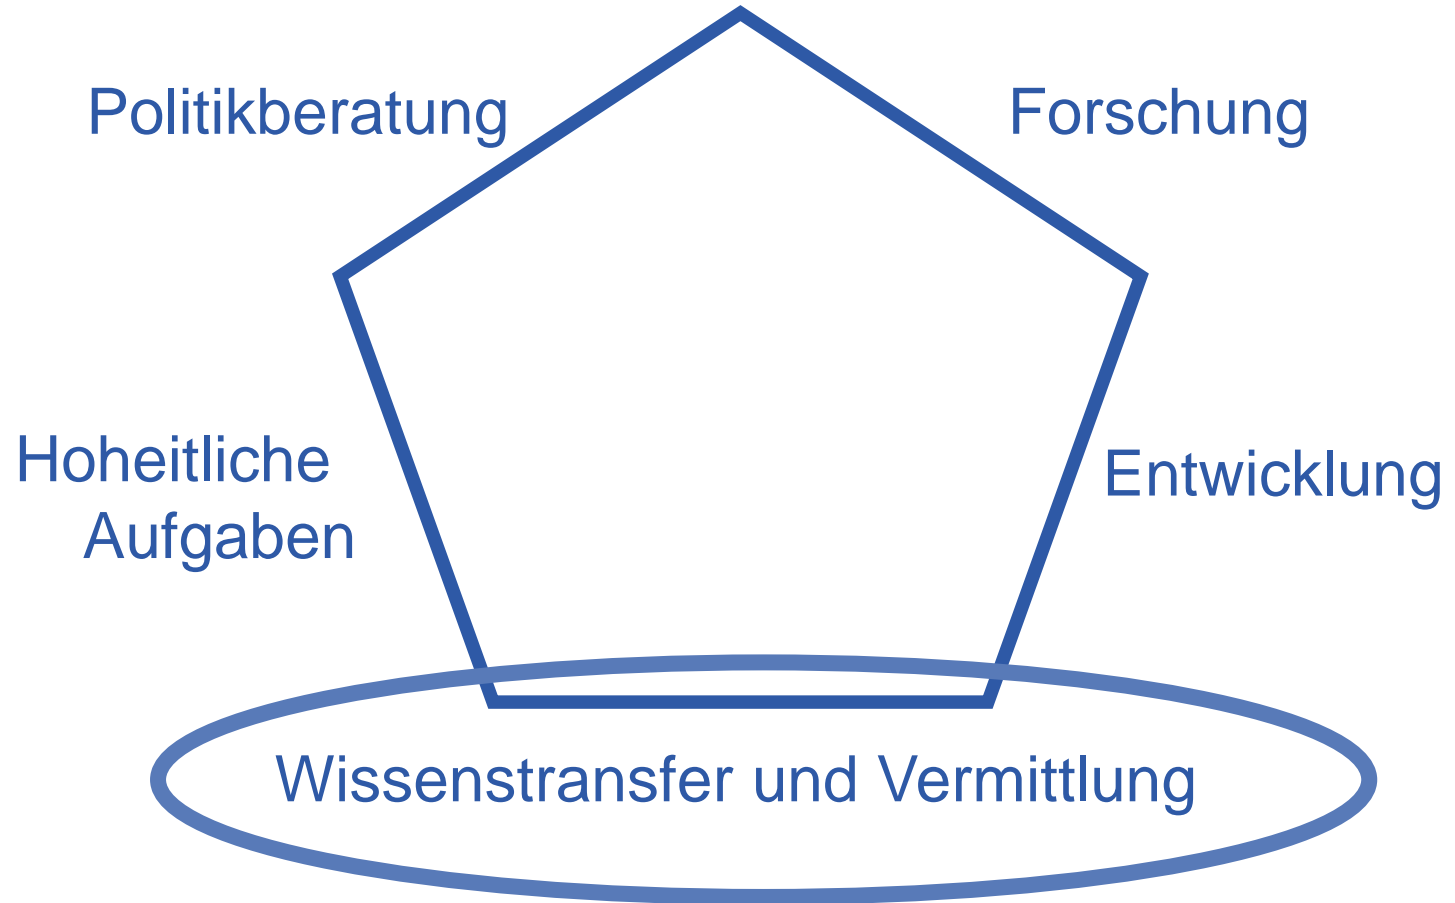 Politikberatung
Forschung
Hoheitliche
Aufgaben
Entwicklung
Wissenstransfer und Vermittlung